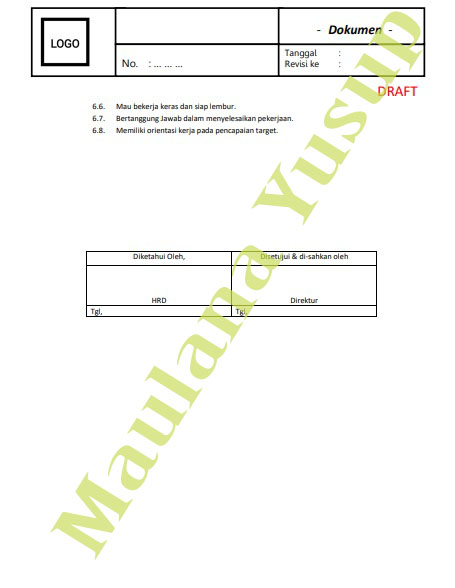 LOGO
- Dokumen -
No. : ... ... ...
Tanggal :
Revisi ke :
DRAFT
6.6. Mau bekerja keras dan siap lembur.
6.7. Bertanggung Jawab dalam menyelesaikan pekerjaan.
6.8. Memiliki orientasi kerja pada pencapaian target.
Diketahui Oleh,
Disetujui & di-sahkan oleh
HRD
Direktur
Tgl,
Tgl,
Maulana Yusup